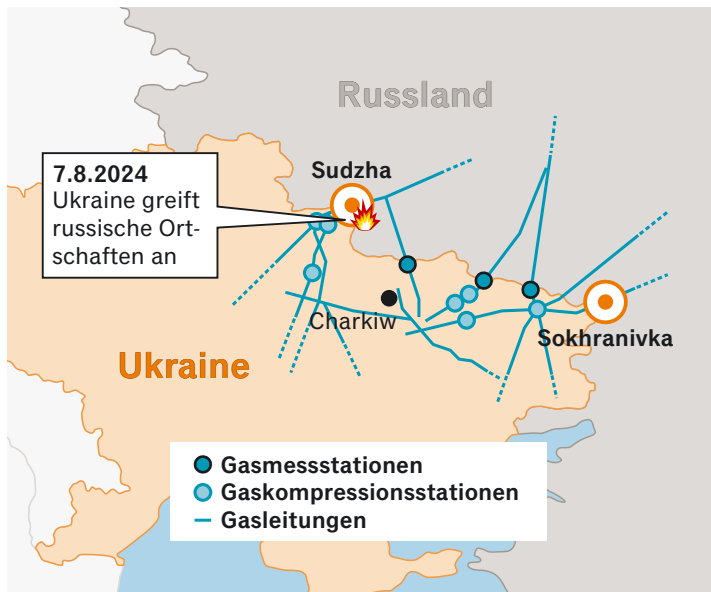 Russland
Sudzha
7.8.2024
Ukraine greift
russische Ort-
schaften an
Charkiw
Sokhranivka
Ukraine
Gasmessstationen
Gaskompressionsstationen
Gasleitungen